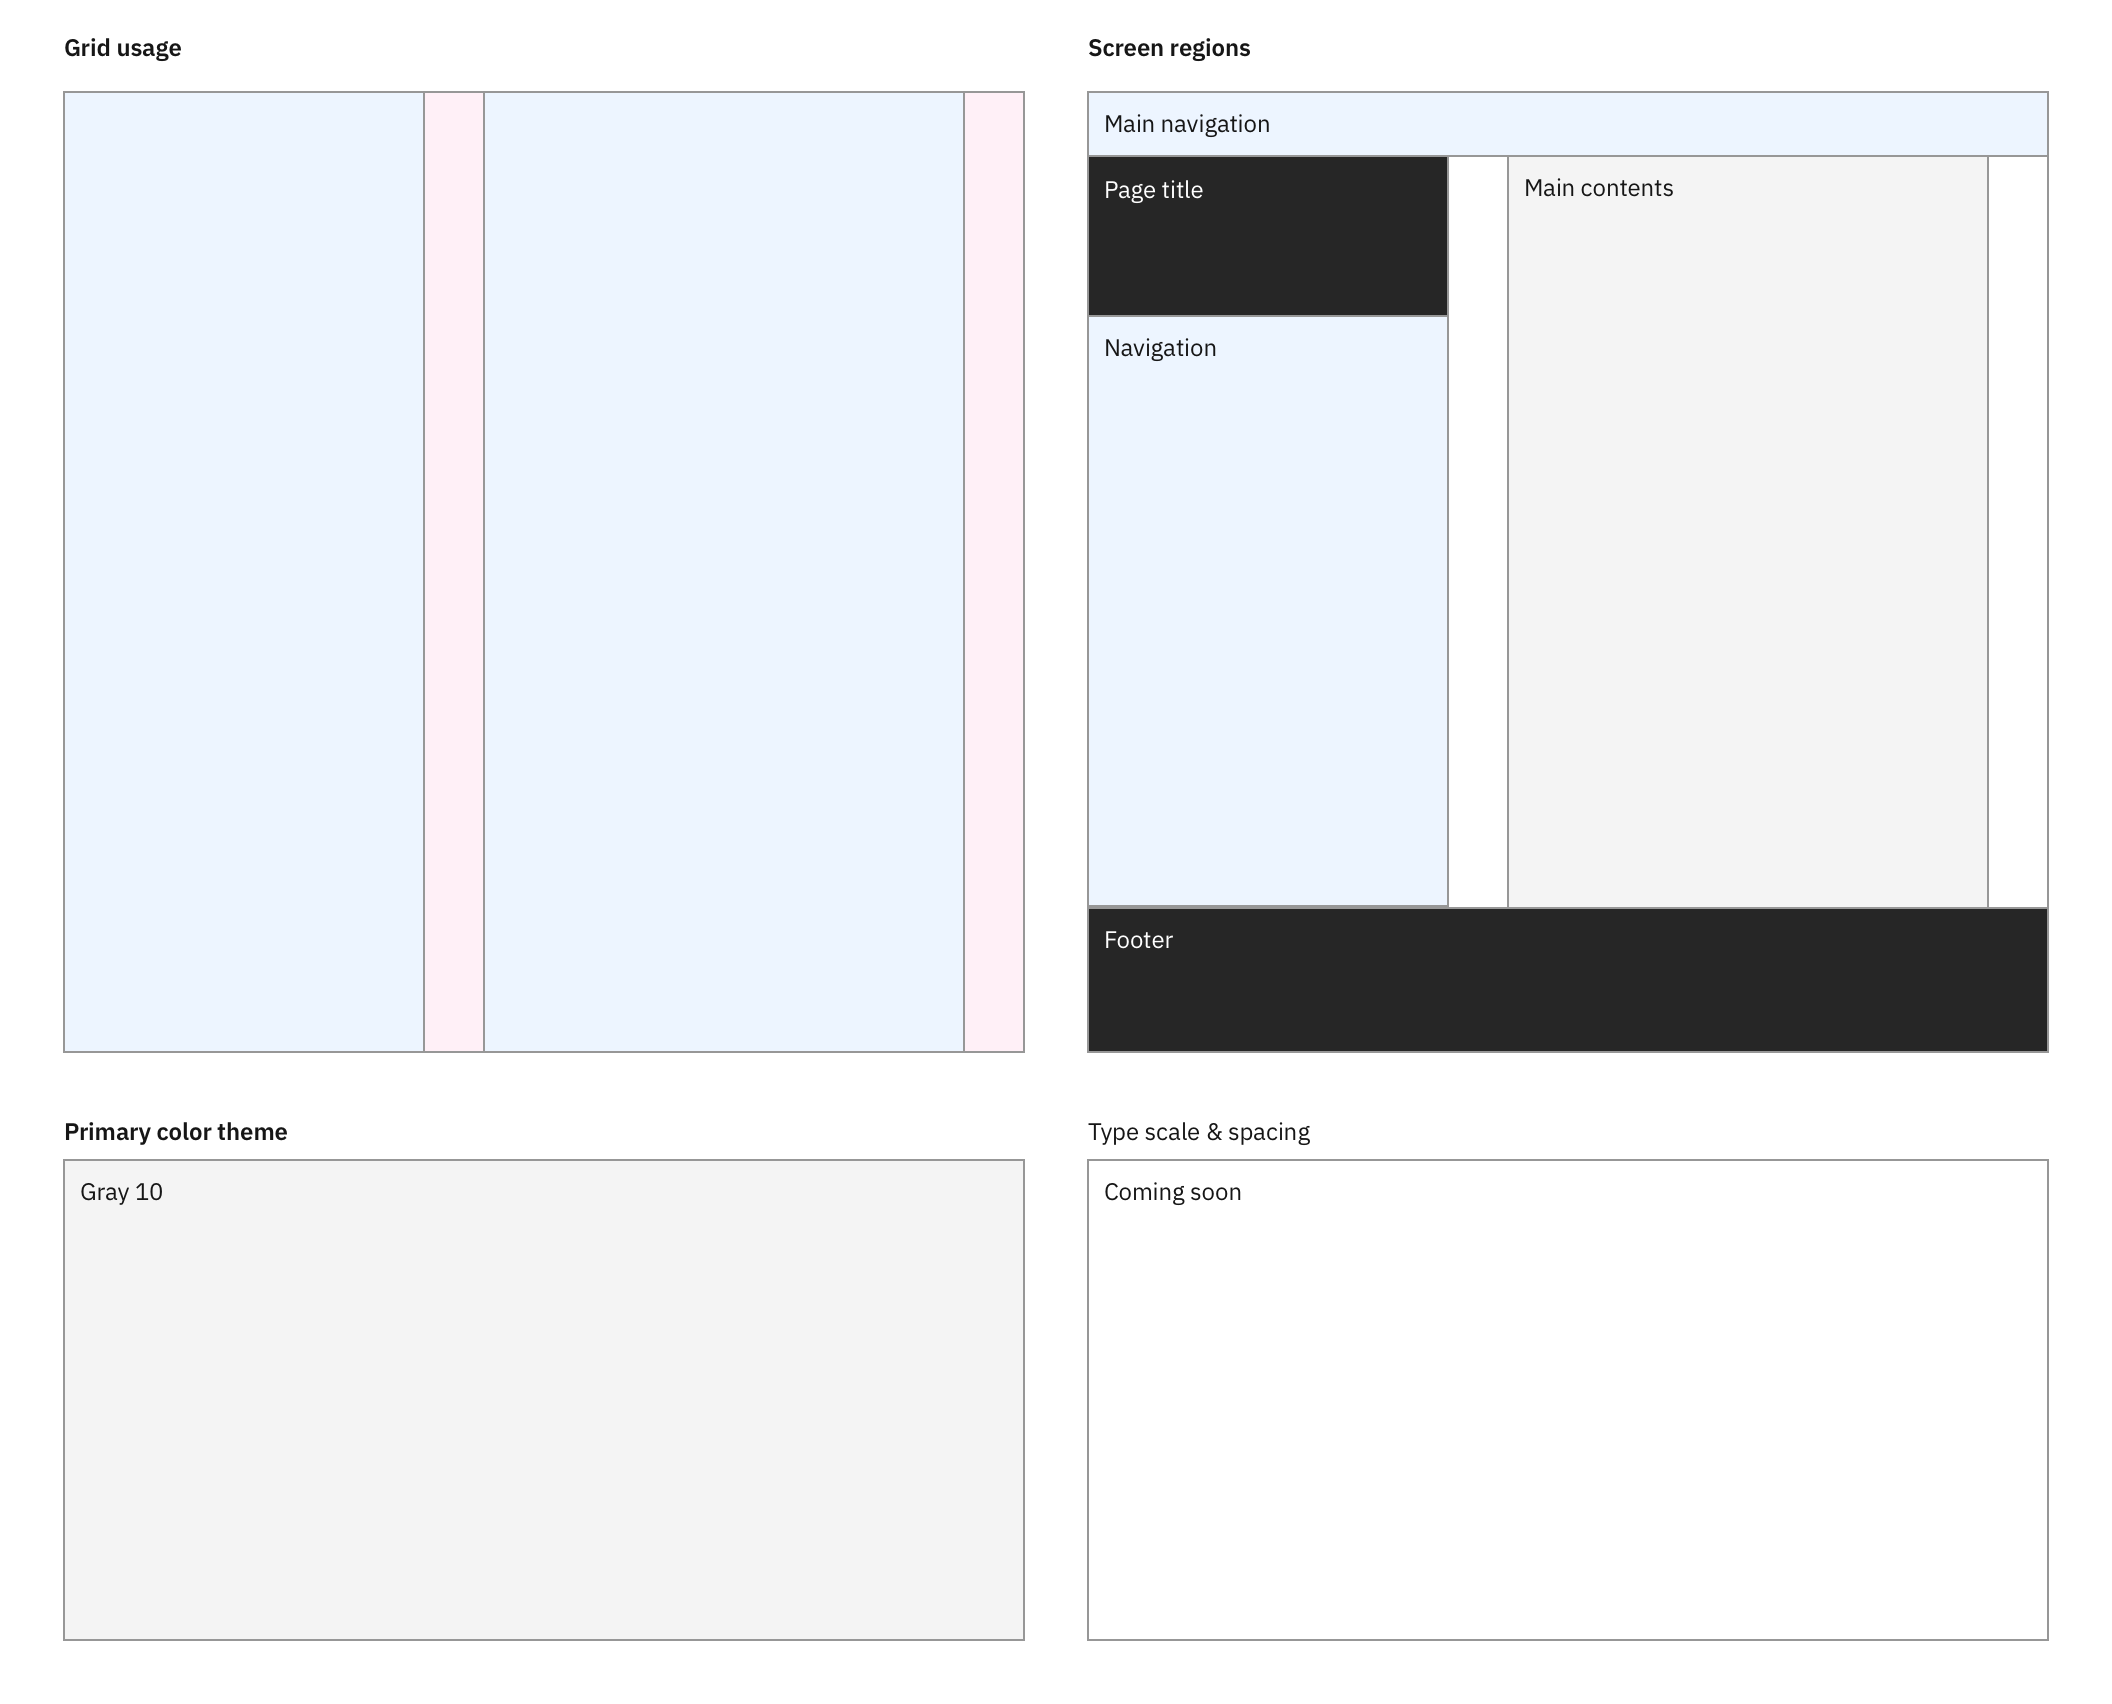 Grid usage
Screen regions
Main navigation
Page title
Main contents
Navigation
Footer
Primary color theme
Type scale & spacing
Gray 10
Coming soon